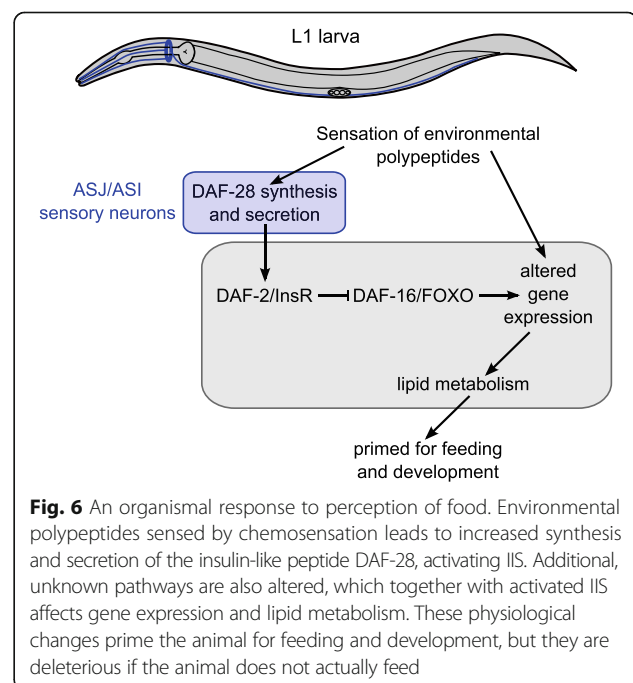 L1 larva
Sensation of environmental
polypeptides
ASJ/ASI
sensory neurons
DAF-28 synthesis
and secretion
DAF-2/InsR
DAF-16/FOXO
altered
gene
expression
lipid metabolism
primed for feeding
and development
Fig. 6 An organismal response to perception of food. Environmental
polypeptides sensed by chemosensation leads to increased synthesis
and secretion of the insulin-like peptide DAF-28, activating IIS. Additional,
unknown pathways are also altered, which together with activated IIS
affects gene expression and lipid metabolism. These physiological
changes prime the animal for feeding and development, but they are
deleterious if the animal does not actually feed